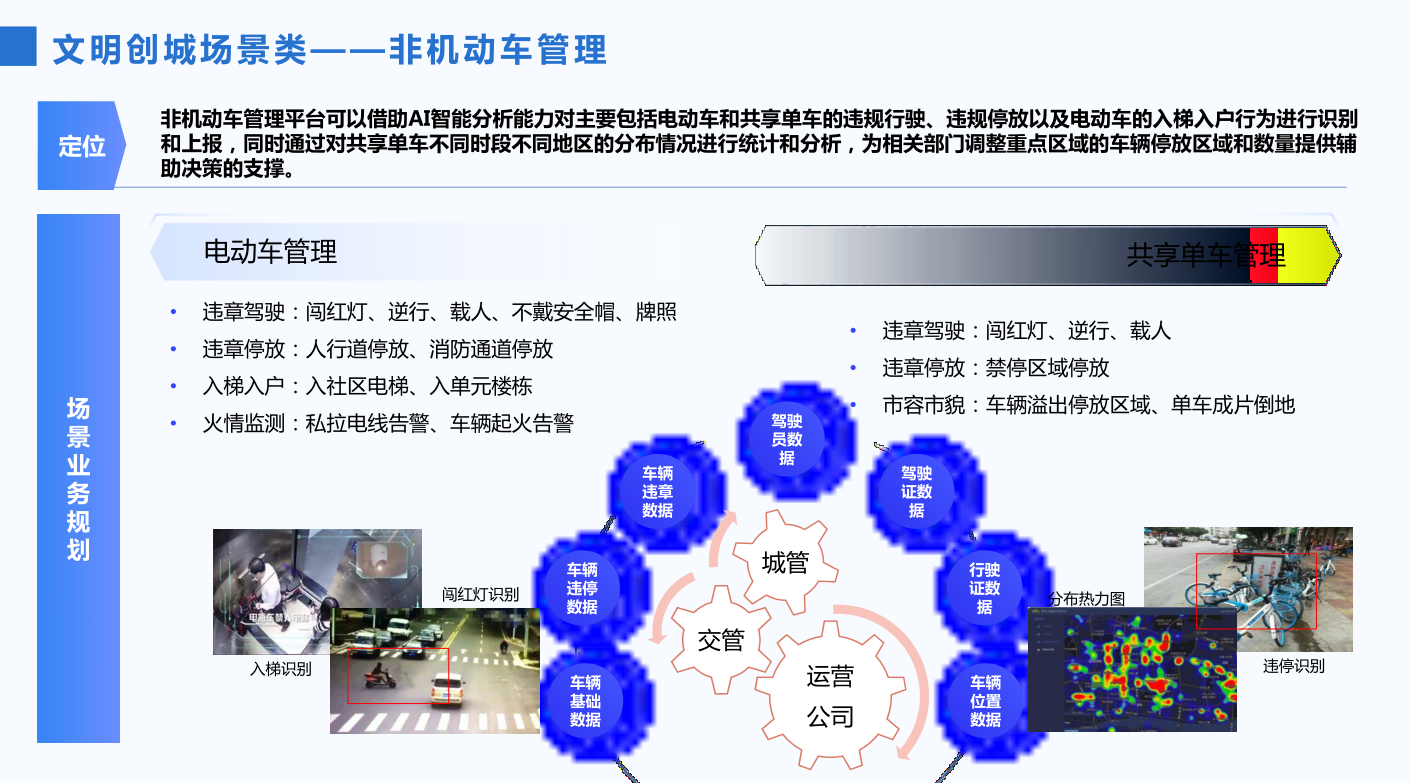 文明创城场景类——非机动车管理
定位
非机动车管理平台可以借助AI智能分析能力对主要包括电动车和共享单车的违规行驶、违规停放以及电动车的入梯入户行为进行识别
和上报，同时通过对共享单车不同时段不同地区的分布情况进行统计和分析，为相关部门调整重点区域的车辆停放区域和数量提供辅
助决策的支撑。
场景业务规划
电动车管理
• 违章驾驶：闯红灯、逆行、载人、不戴安全帽、牌照
• 违章停放：人行道停放、消防通道停放
• 入梯入户：入社区电梯、入单元楼栋
• 火情监测：私拉电线告警、车辆起火告警
共享单车管理
• 违章驾驶：闯红灯、逆行、载人
• 违章停放：禁停区域停放
• 市容市貌：车辆溢出停放区域、单车成片倒地
驾驶
员数
据
车辆
违章
数据
驾驶
证数
据
车辆
违停
数据
行驶
证数
据
车辆
基础
数据
车辆
位置
数据
城管
交管
运营
公司
入梯识别
闯红灯识别
分布热力图
违停识别